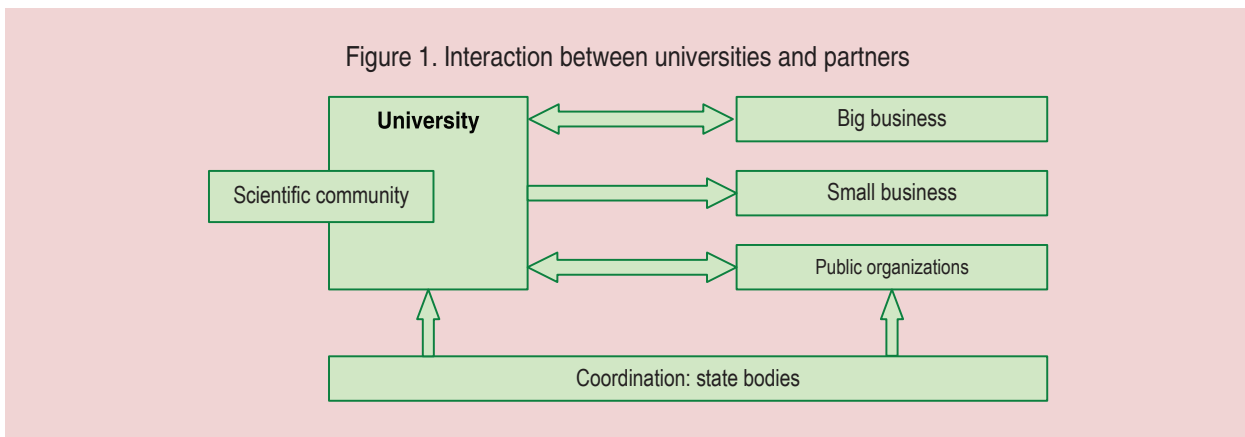 Figure 1. Interaction between universities and partners
University
Big business
Scientific community
Small business
Public organizations
Coordination: state bodies